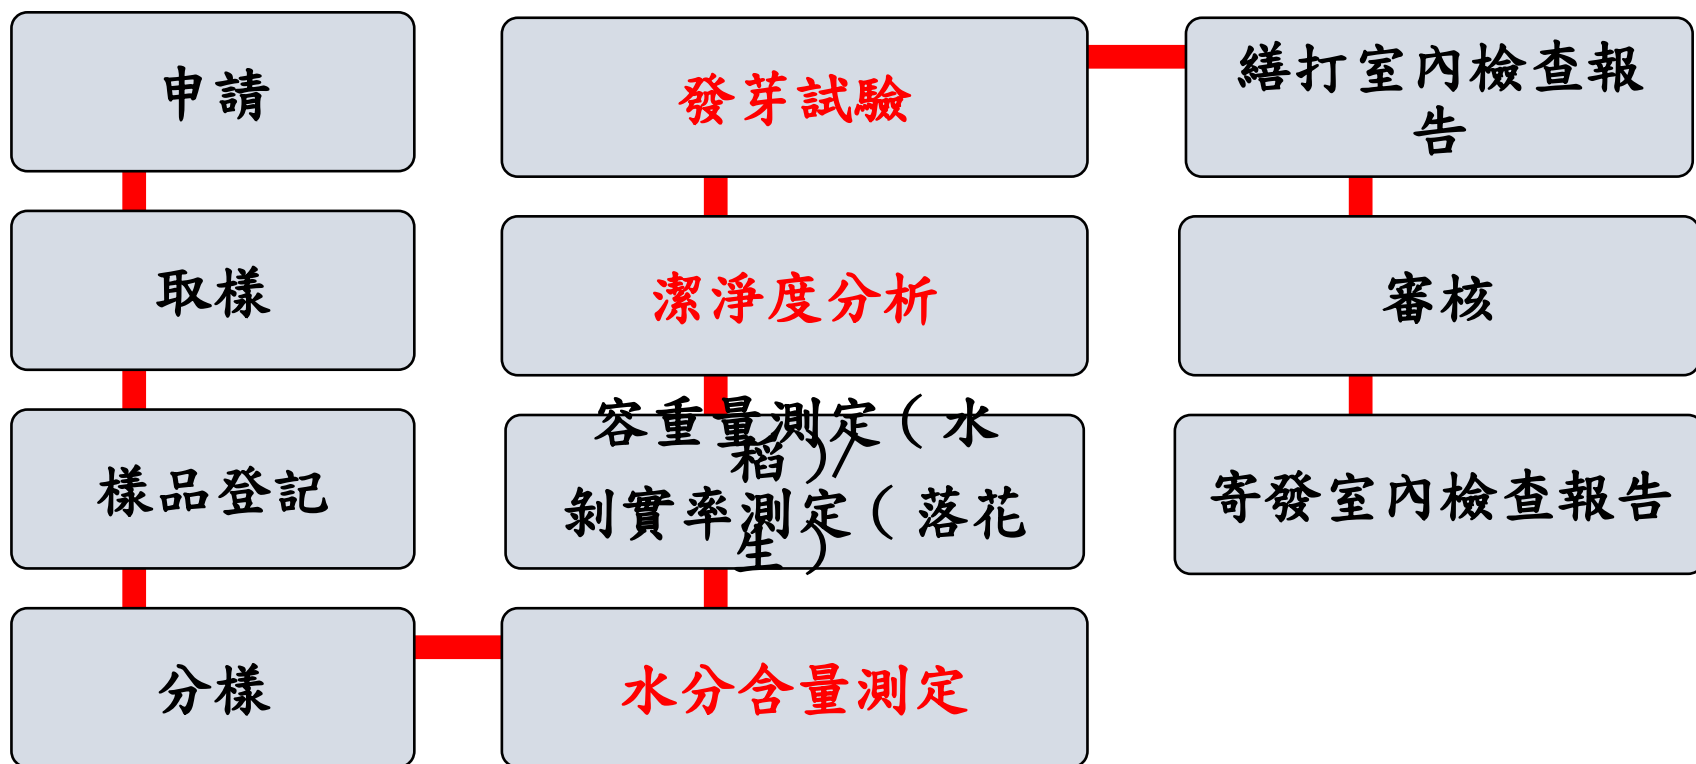 申請
取樣
樣品登記
分樣
水分含量測定
容重量測定(水
稻)/
剝實率測定(落花
生)
潔淨度分析
發芽試驗
繕打室內檢查報
告
審核
寄發室內檢查報告